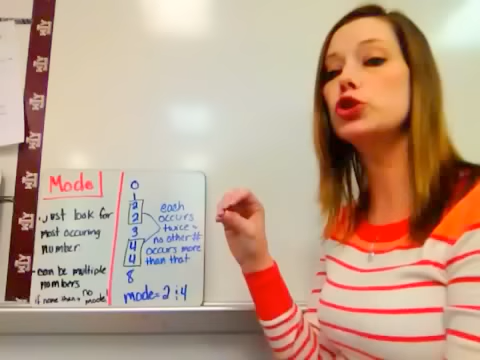 Mode
• just look for
most occuring
number
- can be multiple
numbers
if none then = no
mode
0
1
2
2
3
4
4
8
each
occurs
twice -
no other #
occurs more
than that
mode = 2 ; 4